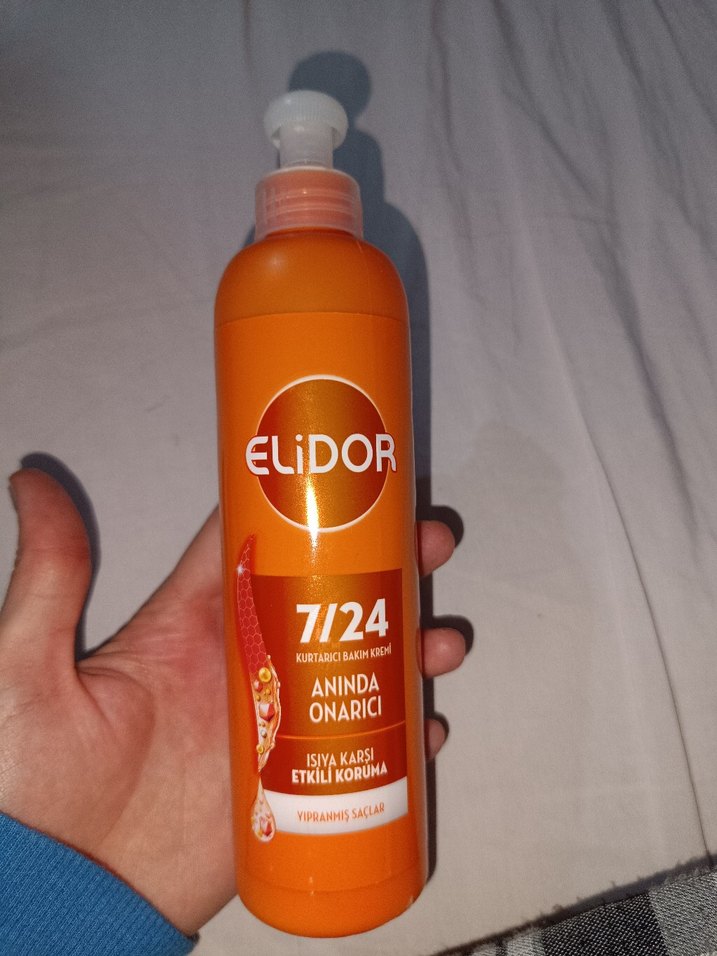 ELiDOR
7/24
KURTARICI BAKIM KREMİ
ANINDA
ONARICI
ISIYA KARŞI
ETKİLİ KORUMA
YIPRANMIŞ SAÇLAR